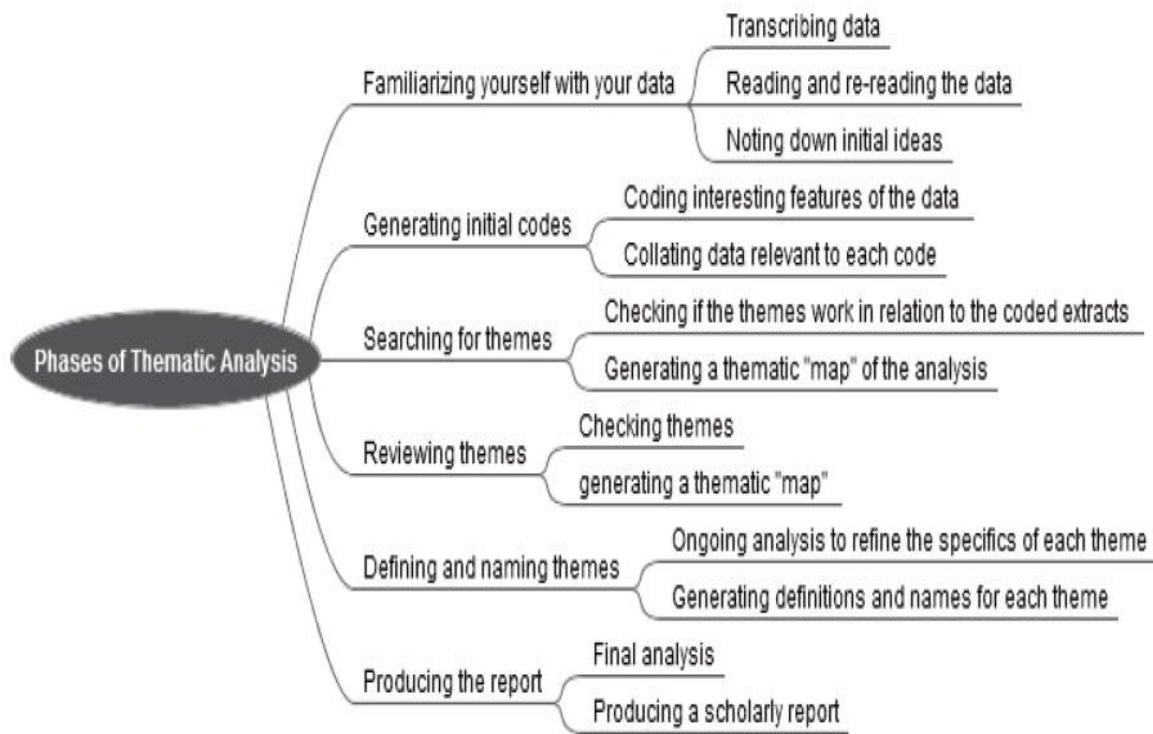 Phases of Thematic Analysis
Familiarizing yourself with your data
Transcribing data
Reading and re-reading the data
Noting down initial ideas
Generating initial codes
Coding interesting features of the data
Collating data relevant to each code
Searching for themes
Checking if the themes work in relation to the coded extracts
Generating a thematic "map" of the analysis
Reviewing themes
Checking themes
generating a thematic "map"
Defining and naming themes
Ongoing analysis to refine the specifics of each theme
Generating definitions and names for each theme
Producing the report
Final analysis
Producing a scholarly report